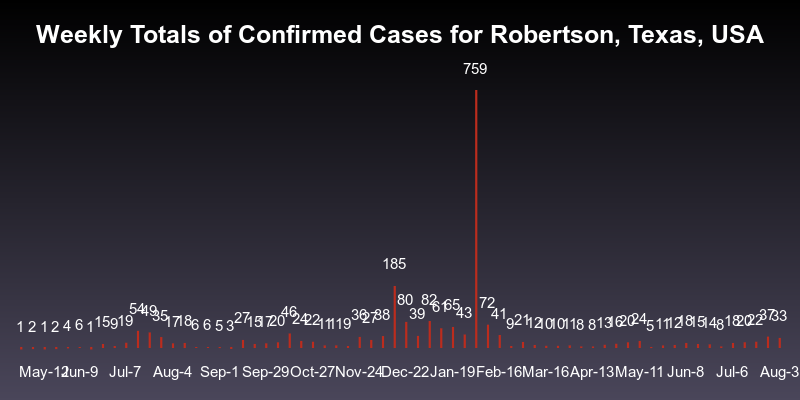 Weekly Totals of Confirmed Cases for Robertson, Texas, USA
759
185
1 2 1 2 4 6 1 15 9 19 54 49 35 17 18 6 6 5 3 27 15 17 20 46 24 22 11 11 9 36 27 38 80 39 82 61 65 43 72 41 9 21 12 10 10 11 8 8 13 16 20 24 5 11 12 18 15 14 8 18 20 22 37 33
May-12 Jun-9 Jul-7 Aug-4 Sep-1 Sep-29 Oct-27 Nov-24 Dec-22 Jan-19 Feb-16 Mar-16 Apr-13 May-11 Jun-8 Jul-6 Aug-3